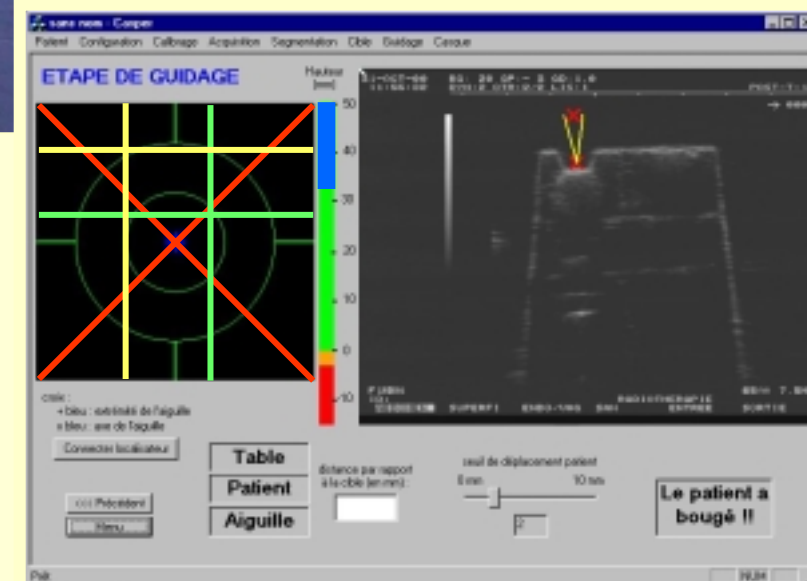 sans nom - Casper
Patient Configuration Calibrage Acquisition Segmentation Cible Guidage Casque
ETAPE DE GUIDAGE
Hauteur
(mm)
50
40
30
20
10
0
-10
croix :
+ bleu : extrémité de l'aiguille
x bleu : axe de l'aiguille
Connecter localisateur
<<< Précédent
Menu
Table
Patient
Aiguille
distance par rapport
à la cible (en mm) :
seuil de déplacement patient
0 mm 10 mm
2
Le patient a
bougé !!
RADIOTHERAPIE
SUPERFI ENDO-VAG ENTREE SORTIE
Prêt
NUM